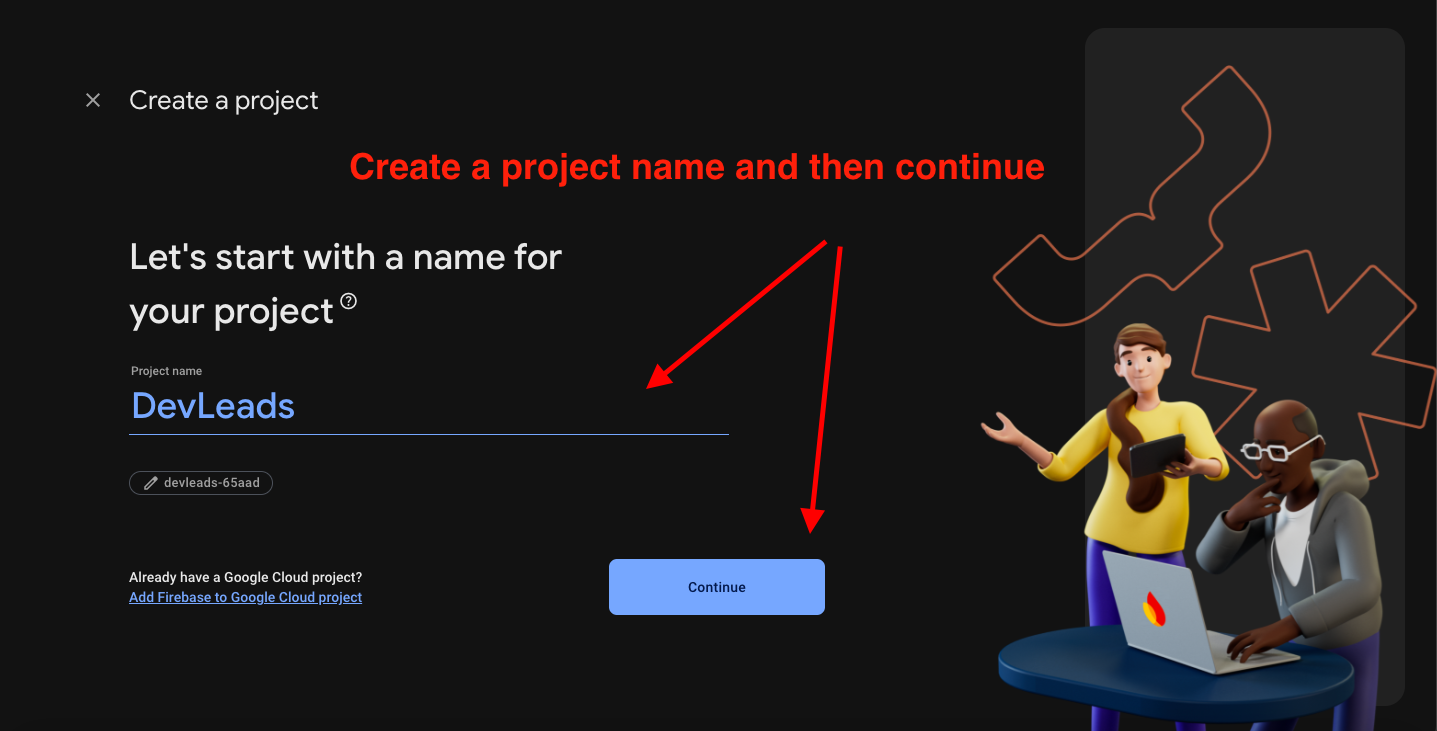 Create a project
Create a project name and then continue
Let's start with a name for
your project
Project name
DevLeads
devleads-65aad
Already have a Google Cloud project?
Add Firebase to Google Cloud project
Continue